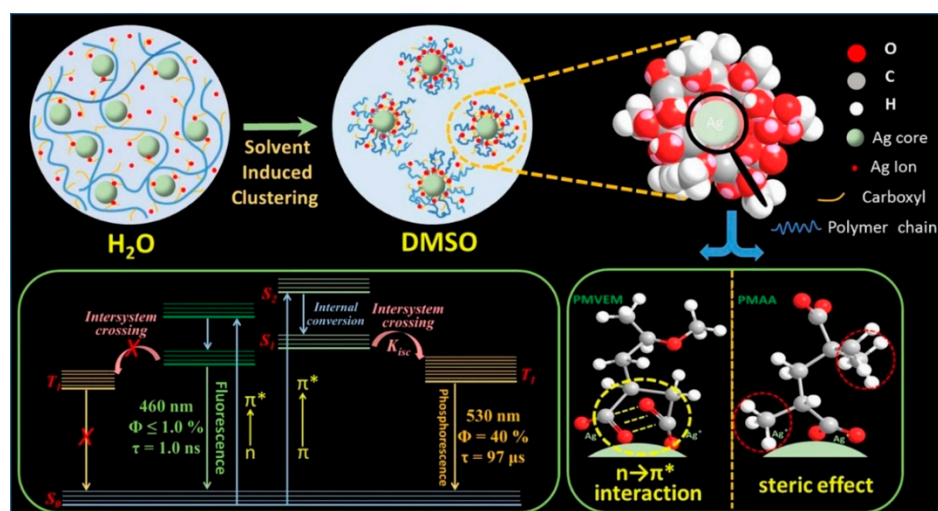 Solvent
Induced
Clustering
H₂O
DMSO
Ag
O
C
H
Ag core
Ag Ion
Carboxyl
Polymer chain
Intersystem
crossing
T₁
S₀
460 nm
Φ ≤ 1.0 %
τ = 1.0 ns
Fluorescence
π*
n
S₂
S₁
Internal
conversion
π*
π
Intersystem
crossing
Kisc
T₁
Phosphorescence
530 nm
Φ = 40 %
τ = 97 μs
PMVEM
Ag⁺
Ag⁺
n→π*
interaction
PMAA
Ag⁺
Ag⁺
steric effect